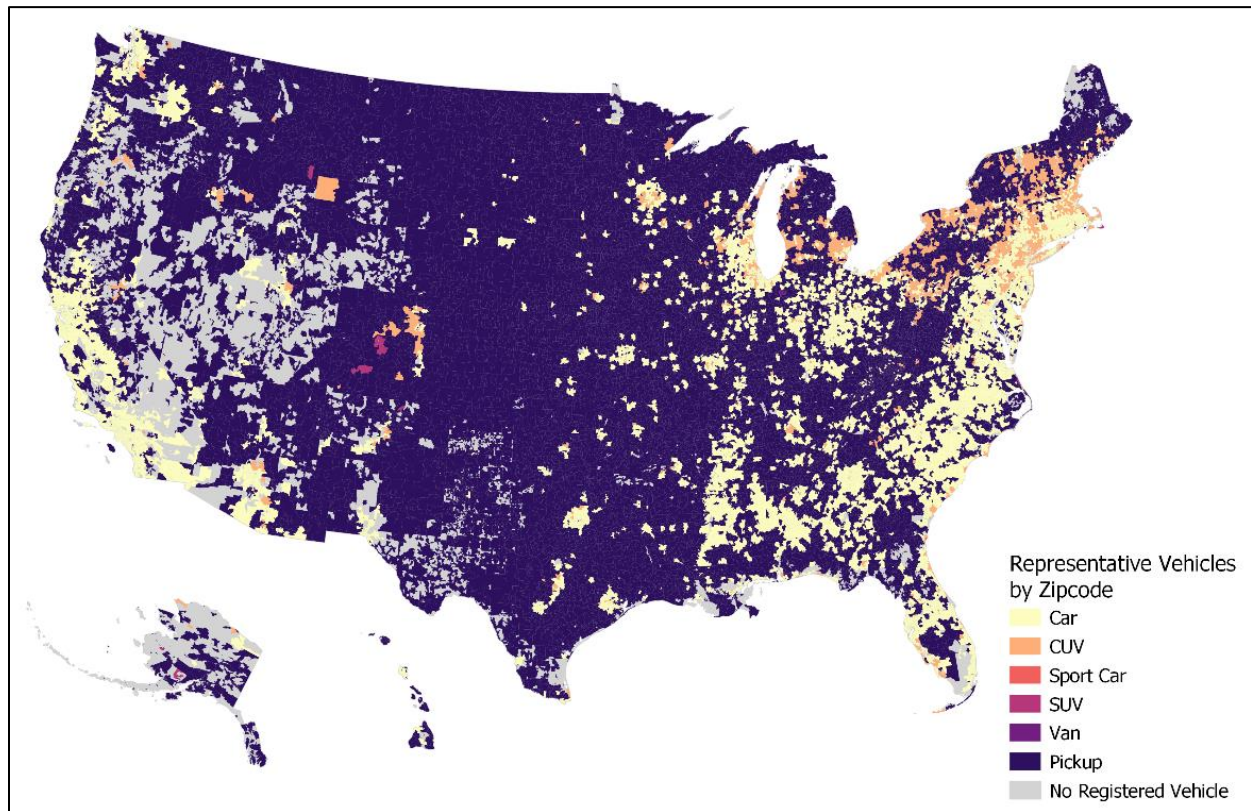 Representative Vehicles
by Zipcode
Car
CUV
Sport Car
SUV
Van
Pickup
No Registered Vehicle